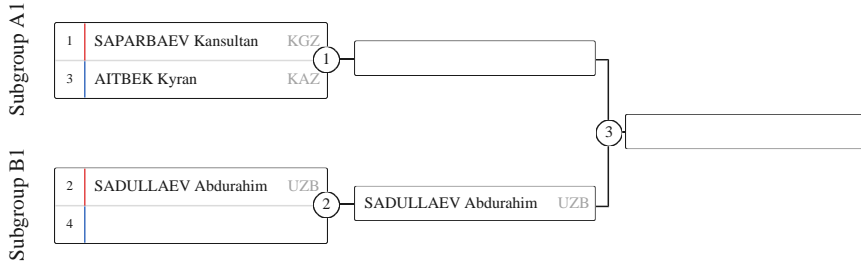 Subgroup A1
1 SAPARBAEV Kansultan KGZ
3 AITBEK Kyran KAZ
1
3
Subgroup B1
2 SADULLAEV Abdurahim UZB
4
2
SADULLAEV Abdurahim UZB